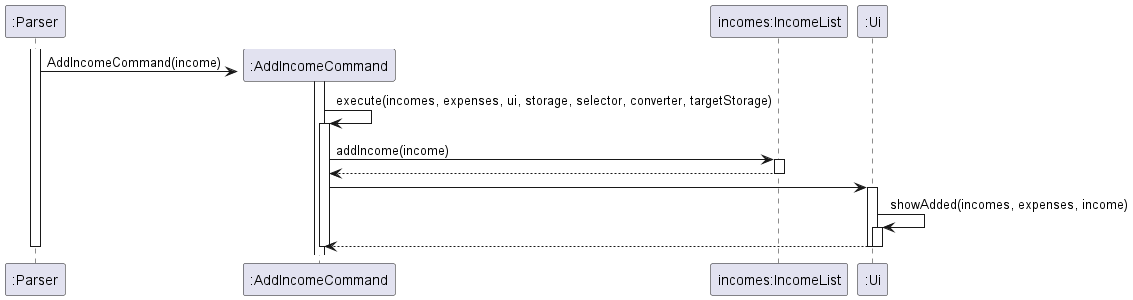 :Parser
incomes:IncomeList
:Ui
:AddIncomeCommand
AddIncomeCommand(income)
execute(incomes, expenses, ui, storage, selector, converter, targetStorage)
addIncome(income)
showAdded(incomes, expenses, income)
:Parser
:AddIncomeCommand
incomes:IncomeList
:Ui